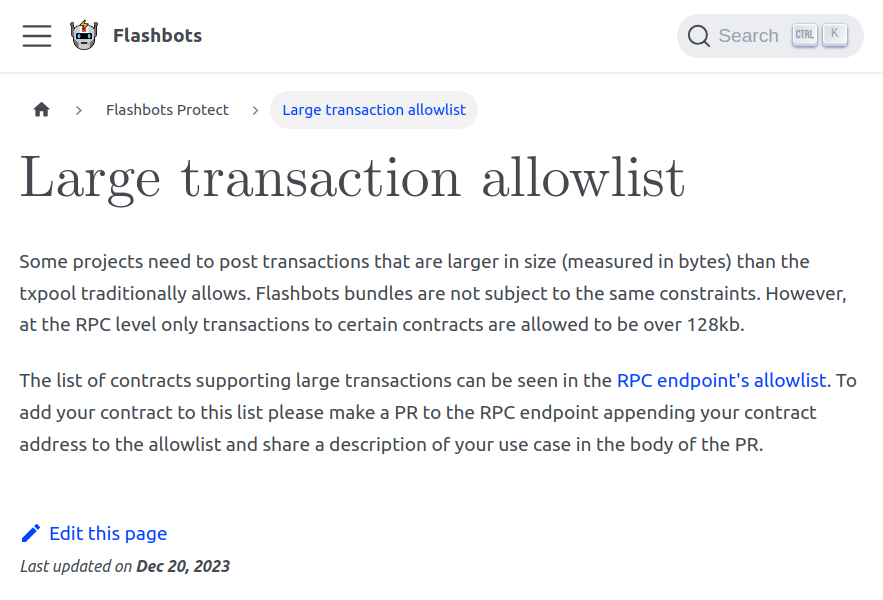 Flashbots
Search CTRL K
Flashbots Protect
Large transaction allowlist
Large transaction allowlist
Some projects need to post transactions that are larger in size (measured in bytes) than the
txpool traditionally allows. Flashbots bundles are not subject to the same constraints. However,
at the RPC level only transactions to certain contracts are allowed to be over 128kb.
The list of contracts supporting large transactions can be seen in the RPC endpoint's allowlist. To
add your contract to this list please make a PR to the RPC endpoint appending your contract
address to the allowlist and share a description of your use case in the body of the PR.
Edit this page
Last updated on Dec 20, 2023